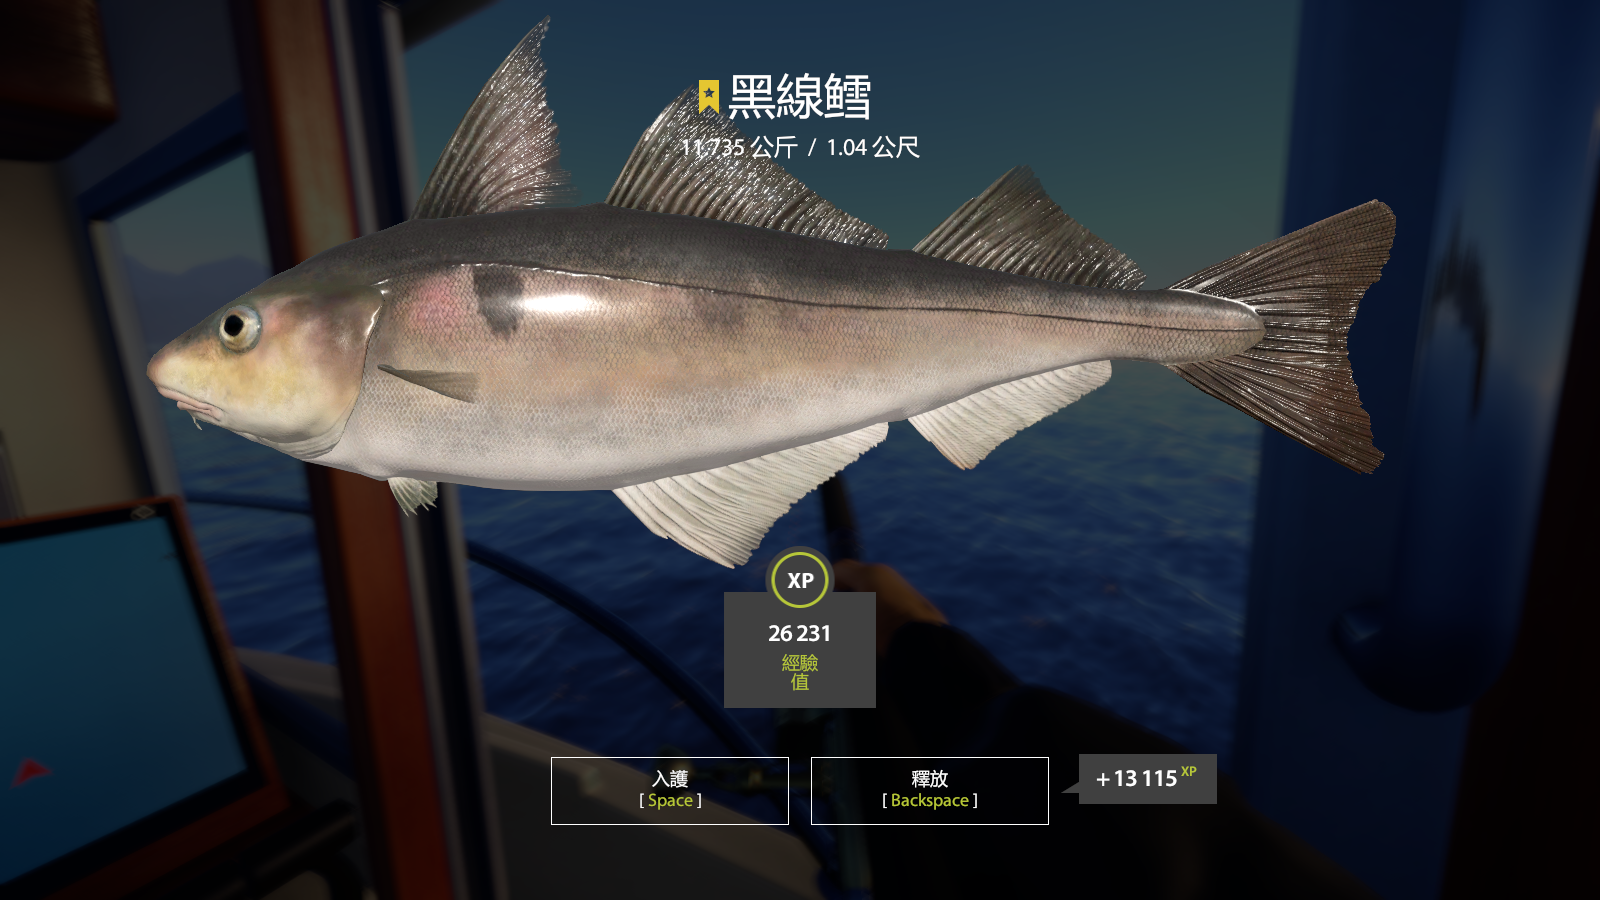 黑線鳕
11.735 公斤 / 1.04 公尺
XP
26 231
經驗
值
入護
[ Space ]
釋放
[ Backspace ]
+13 115 XP